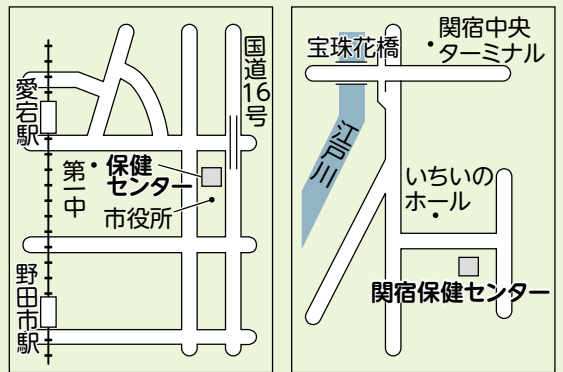 国道16号
愛宕駅
第一中
保健
センター
市役所
野田市駅
宝珠花橋
関宿中央
ターミナル
江戸川
いちいの
ホール
関宿保健センター